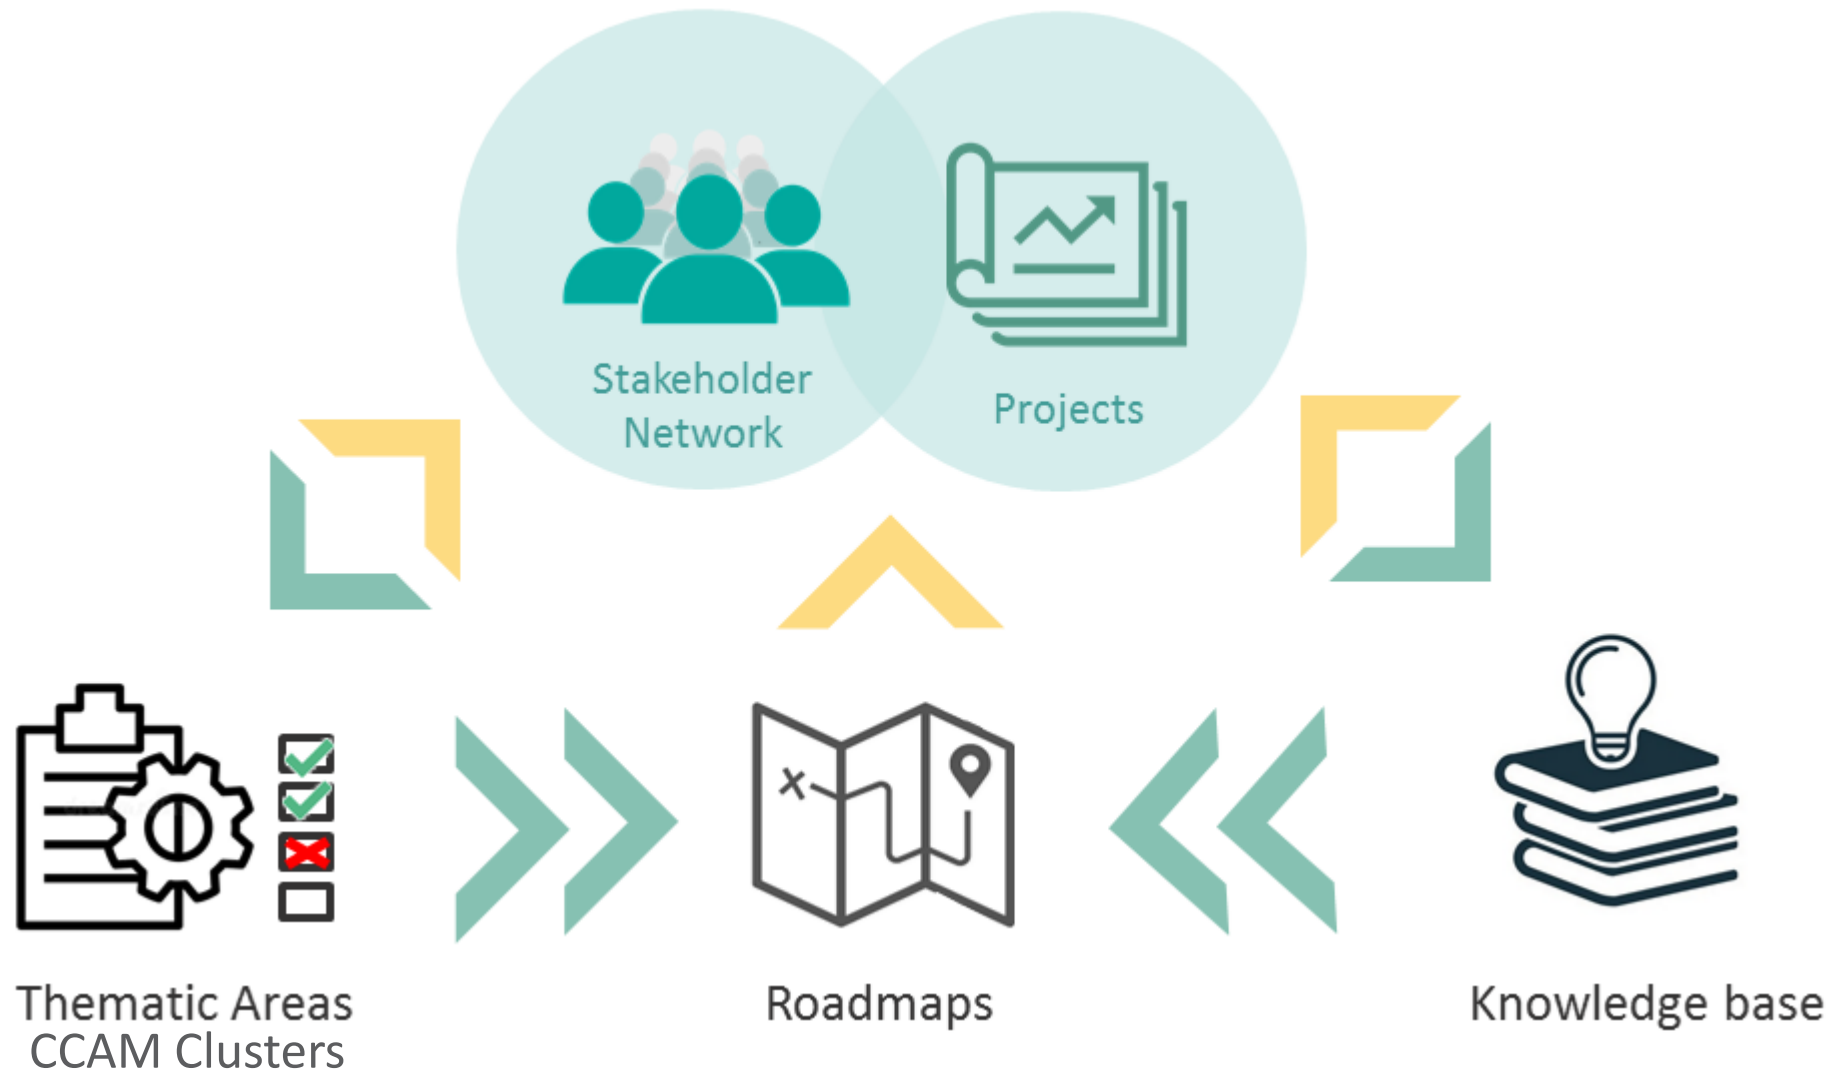 Stakeholder
Network
Projects
Thematic Areas
CCAM Clusters
Roadmaps
Knowledge base